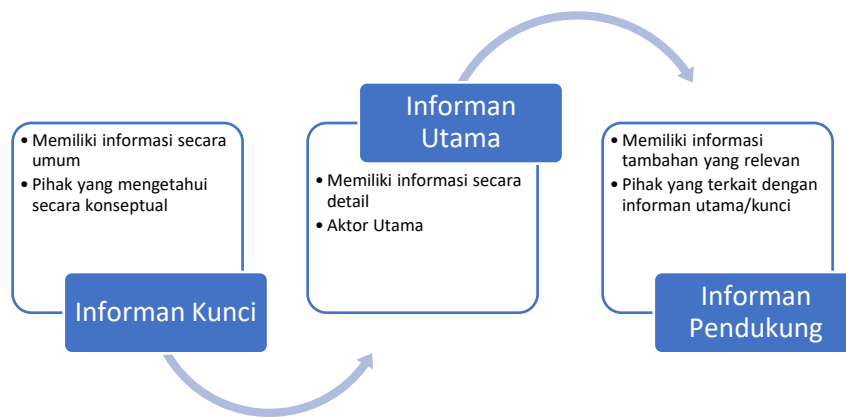 • Memiliki informasi secara
umum
• Pihak yang mengetahui
secara konseptual
Informan Kunci
Informan
Utama
• Memiliki informasi secara
detail
• Aktor Utama
• Memiliki informasi
tambahan yang relevan
• Pihak yang terkait dengan
informan utama/kunci
Informan
Pendukung